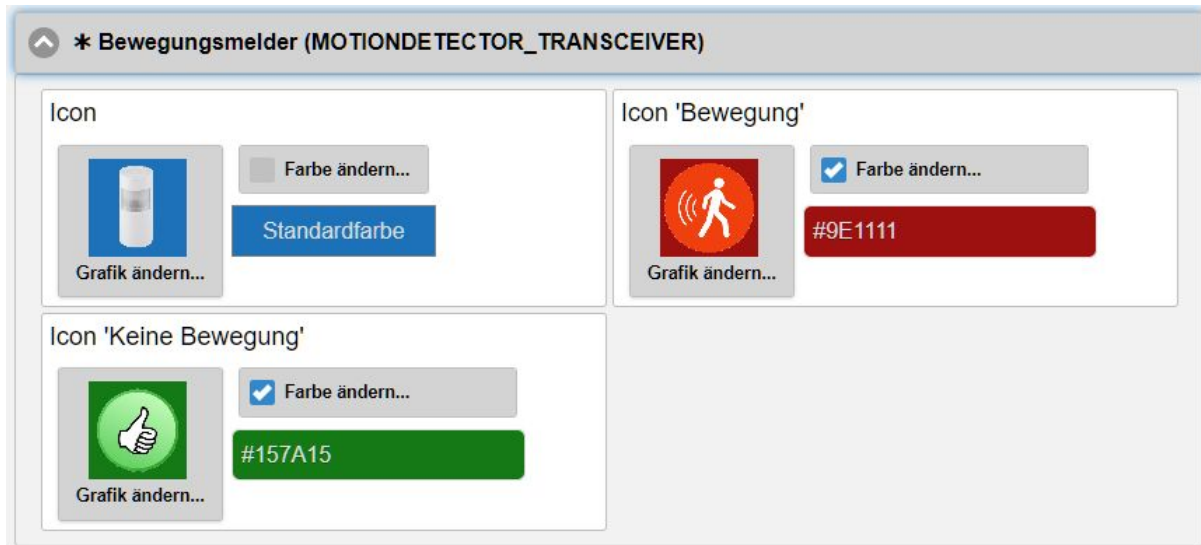 ✱ Bewegungsmelder (MOTIONDETECTOR_TRANSCEIVER)
Icon
Farbe ändern...
Standardfarbe
Grafik ändern...
Icon 'Bewegung'
Farbe ändern...
#9E1111
Grafik ändern...
Icon 'Keine Bewegung'
Farbe ändern...
#157A15
Grafik ändern...